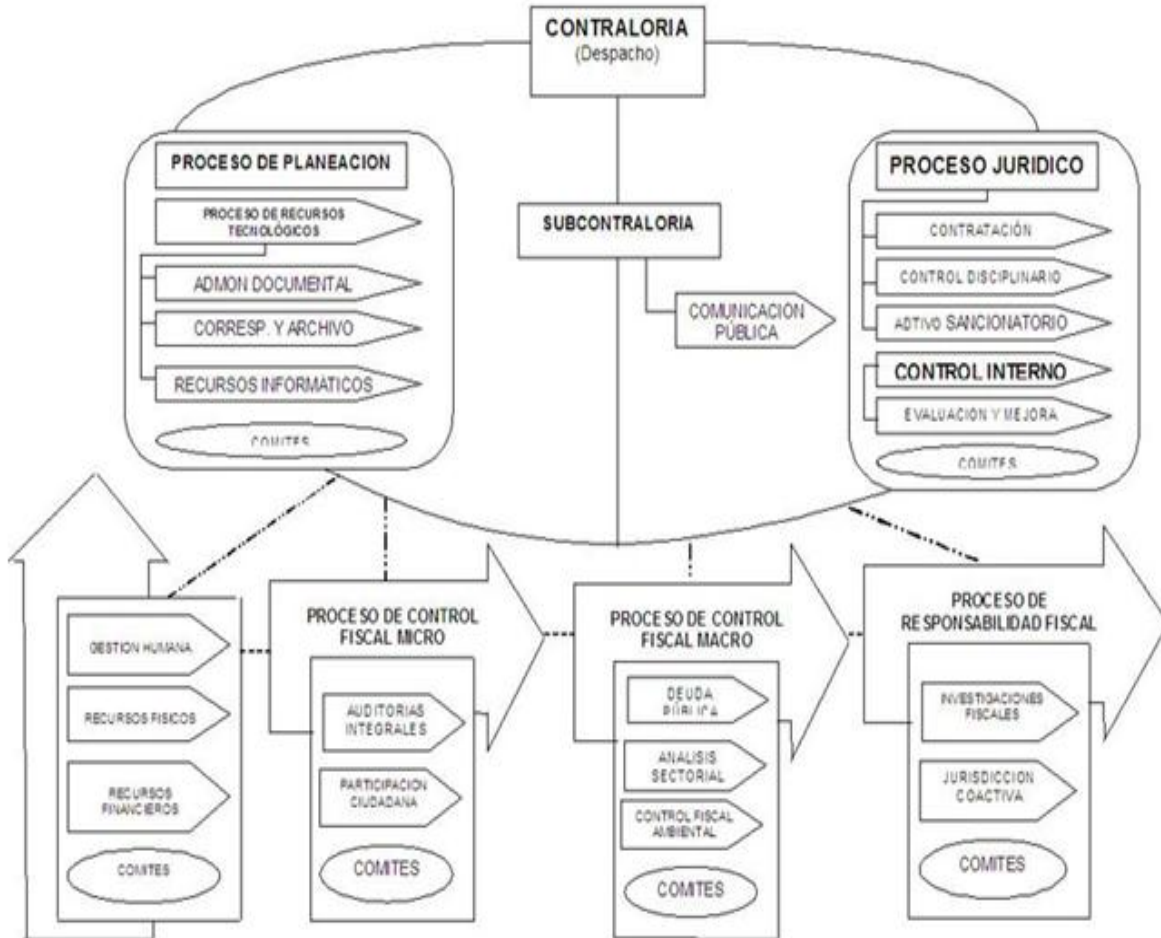 CONTRALORIA
(Despacho)
PROCESO DE PLANEACION
PROCESO DE RECURSOS
TECNOLÓGICOS
ADMON DOCUMENTAL
CORRESP. Y ARCHIVO
RECURSOS INFORMÁTICOS
COMITES
SUBCONTRALORIA
COMUNICACIÓN
PÚBLICA
PROCESO JURIDICO
CONTRATACIÓN
CONTROL DISCIPLINARIO
ADTIVO SANCIONATORIO
CONTROL INTERNO
EVALUACION Y MEJORA
COMITES
GESTION HUMANA
RECURSOS FISICOS
RECURSOS
FINANCIEROS
COMITES
PROCESO DE CONTROL
FISCAL MICRO
AUDITORIAS
INTEGRALES
PARTICIPACION
CIUDADANA
COMITES
PROCESO DE CONTROL
FISCAL MACRO
DEUDA
PÚBLICA
ANALISIS
SECTORIAL
CONTROL FISCAL
AMBIENTAL
COMITES
PROCESO DE
RESPONSABILIDAD FISCAL
INVESTIGACIONES
FISCALES
JURISDICCION
COACTIVA
COMITES